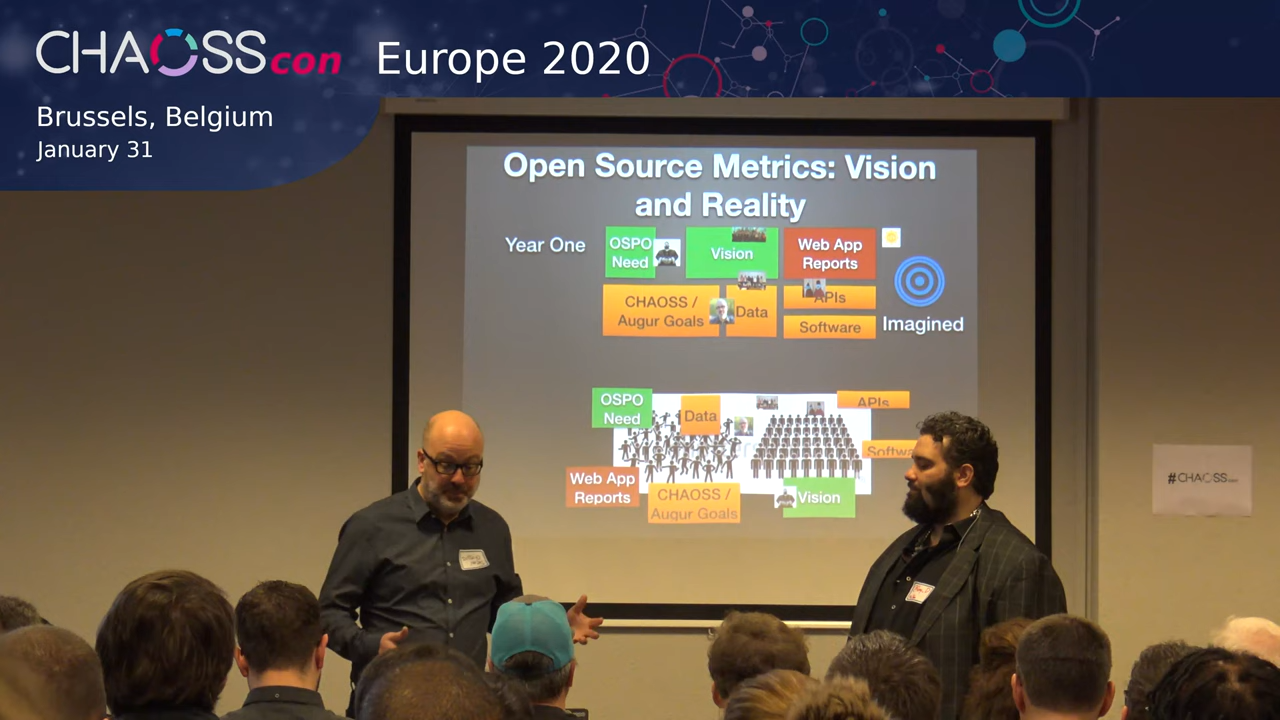 CHAOSScon
Europe 2020
Brussels, Belgium
January 31
Open Source Metrics: Vision
and Reality
Year One
OSPO
Need
Vision
Web App
Reports
CHAOSS /
Augur Goals
Data
APIs
Software
Imagined
OSPO
Need
Data
APIs
Softwa
Web App
Reports
CHAOSS /
Augur Goals
Vision
#CHAOSScon